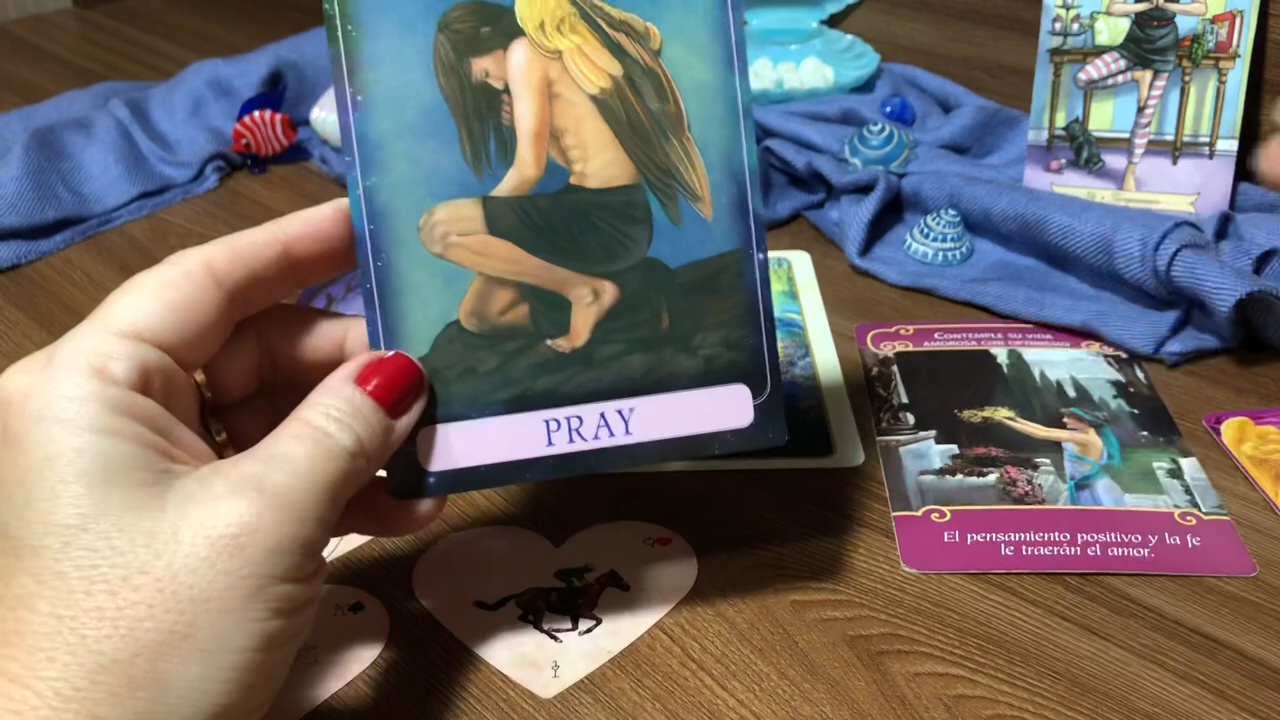 PRAY
CONTEMPLE SU VIDA
AMOROSA CON OPTIMISMO
El pensamiento positivo y la fe
le traerán el amor.
A